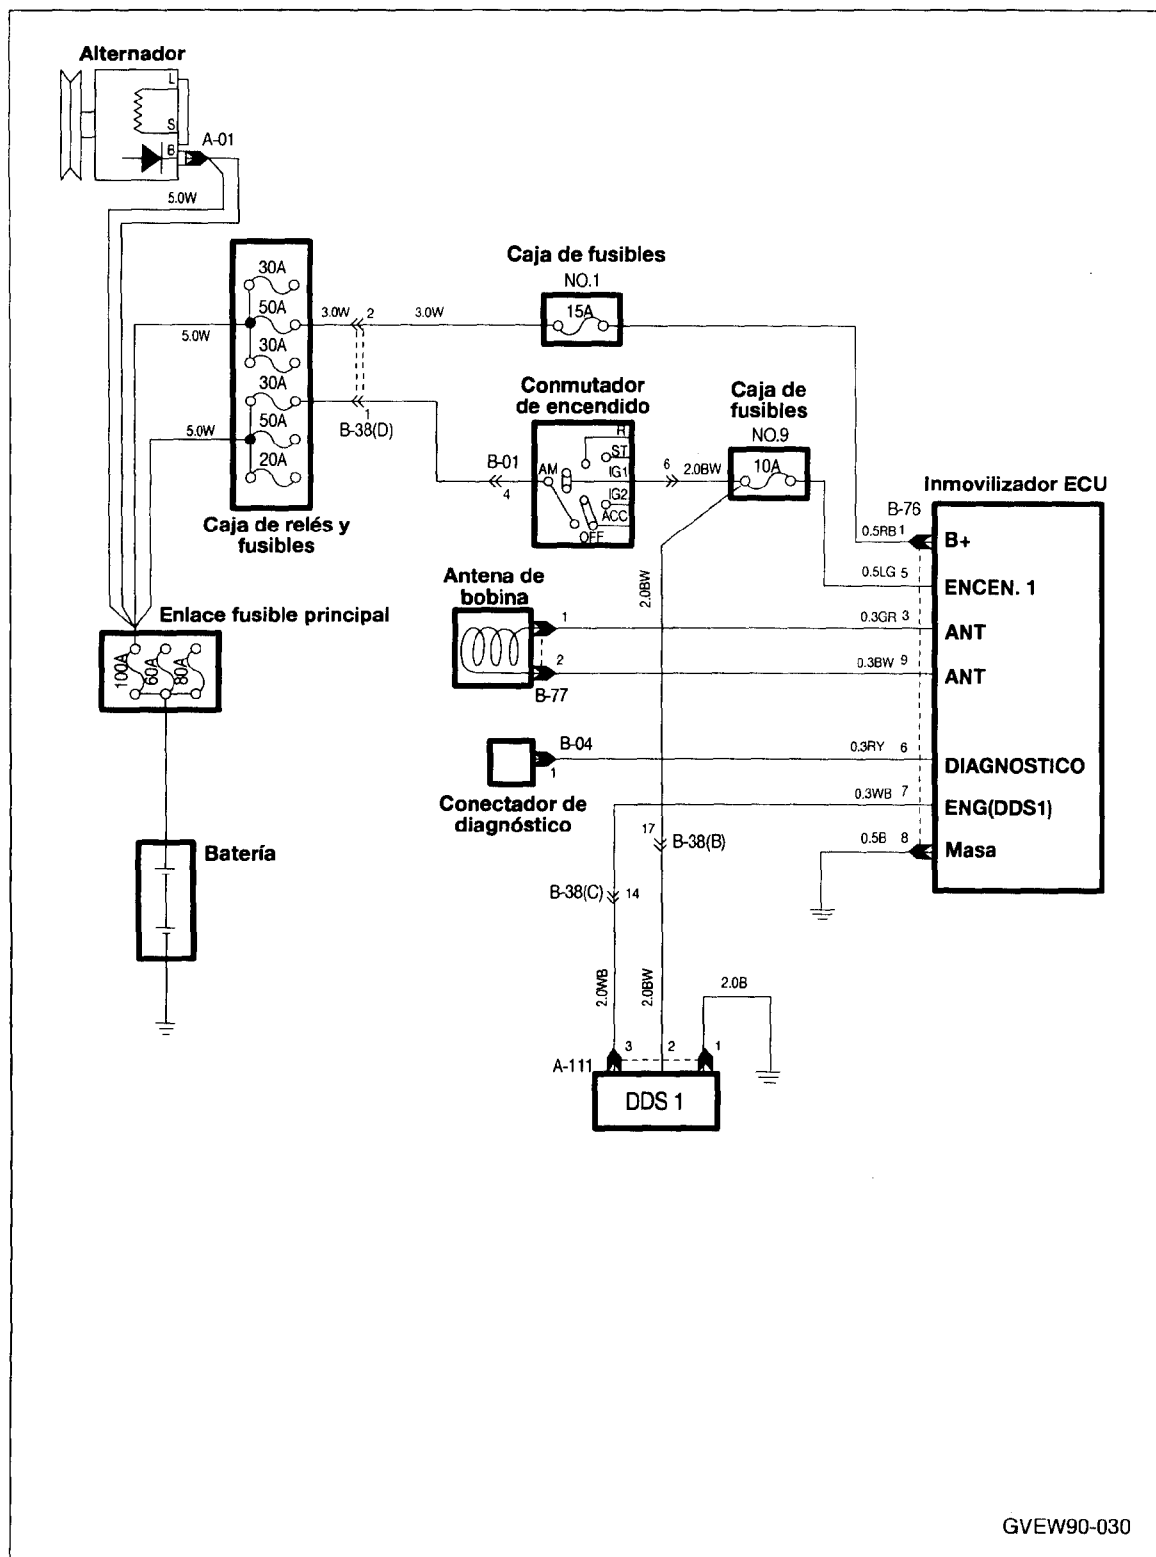 Alternador
L
S
B
A-01
5.0W
30A
50A
30A
30A
50A
20A
5.0W
5.0W
3.0W
2
3.0W
1
B-38(D)
Caja de relés y
fusibles
Caja de fusibles
NO.1
15A
Conmutador
de encendido
B-01
4
AM
R
ST
IG1
IG2
ACC
OFF
6
2.0BW
Caja de
fusibles
NO.9
10A
Inmovilizador ECU
B-76
0.5RB 1
B+
0.5LG 5
ENCEN. 1
0.3GR 3
ANT
0.3BW 9
ANT
0.3RY 6
DIAGNOSTICO
0.3WB 7
ENG(DDS1)
0.5B 8
Masa
Antena de
bobina
1
2
B-77
2.0BW
B-04
1
Conectador de
diagnóstico
Enlace fusible principal
100A
60A
80A
Batería
17
B-38(B)
B-38(C)
14
2.0WB
2.0BW
2.0B
A-111
3
2
1
DDS 1
GVEW90-030